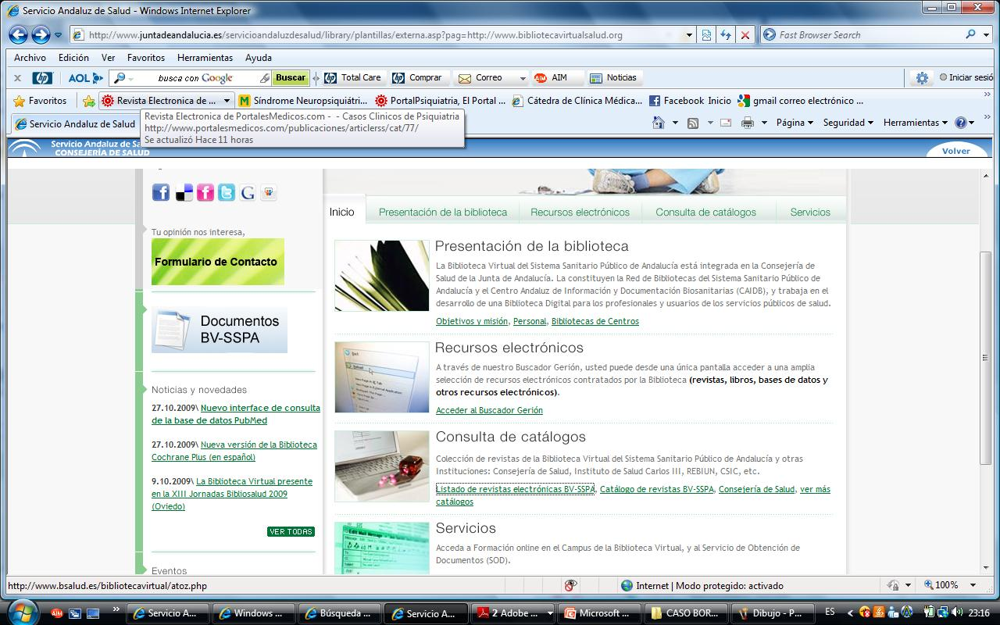 Servicio Andaluz de Salud - Windows Internet Explorer
http://www.juntadeandalucia.es/servicioandaluzdesalud/library/plantillas/externa.asp?pag=http://www.bibliotecavirtualsalud.org
Fast Browser Search
Archivo Edición Ver Favoritos Herramientas Ayuda
AOL busca con Google Buscar Total Care Comprar Correo AIM Noticias Iniciar sesió
Favoritos Revista Electronica de ... Síndrome Neuropsiquiátri... PortalPsiquiatria, El Portal ... Cátedra de Clínica Médica... Facebook Inicio gmail correo electrónico ...
Servicio Andaluz de Salud Página Seguridad Herramientas
Revista Electronica de PortalesMedicos.com - - Casos Clinicos de Psiquiatria
http://www.portalesmedicos.com/publicaciones/articlerss/cat/77/
Se actualizó Hace 11 horas
Servicio Andaluz de Sa
CONSEJERÍA DE SALUD
Volver
Inicio Presentación de la biblioteca Recursos electrónicos Consulta de catálogos Servicios
Tu opinión nos interesa,
Formulario de Contacto
Documentos
BV-SSPA
Noticias y novedades
27.10.2009\ Nuevo interface de consulta
de la base de datos PubMed
27.10.2009\ Nueva versión de la Biblioteca
Cochrane Plus (en español)
9.10.2009\ La Biblioteca Virtual presente
en la XIII Jornadas Bibliosalud 2009
(Oviedo)
VER TODAS
Eventos
Presentación de la biblioteca
La Biblioteca Virtual del Sistema Sanitario Público de Andalucía está integrada en la Consejería de
Salud de la Junta de Andalucía. La constituyen la Red de Bibliotecas del Sistema Sanitario Público de
Andalucía y el Centro Andaluz de Información y Documentación Biosanitarias (CAIDB), y trabaja en el
desarrollo de una Biblioteca Digital para los profesionales y usuarios de los servicios públicos de salud.
Objetivos y misión, Personal, Bibliotecas de Centros
Recursos electrónicos
A través de nuestro Buscador Gerión, usted puede desde una única pantalla acceder a una amplia
selección de recursos electrónicos contratados por la Biblioteca (revistas, libros, bases de datos y
otros recursos electrónicos).
Acceder al Buscador Gerión
Consulta de catálogos
Colección de revistas de la Biblioteca Virtual del Sistema Sanitario Público de Andalucía y otras
Instituciones: Consejería de Salud, Instituto de Salud Carlos III, REBIUN, CSIC, etc.
Listado de revistas electrónicas BV-SSPA, Catálogo de revistas BV-SSPA, Consejería de Salud, ver más
catálogos
Servicios
Acceda a Formación online en el Campus de la Biblioteca Virtual, y al Servicio de Obtención de
Documentos (SOD).
http://www.bsalud.es/bibliotecavirtual/atoz.php Internet | Modo protegido: activado 100%
Servicio A... Windows ... Búsqueda ... Servicio A... 2 Adobe ... Microsoft ... CASO BOR... Dibujo - P... ES 23:16